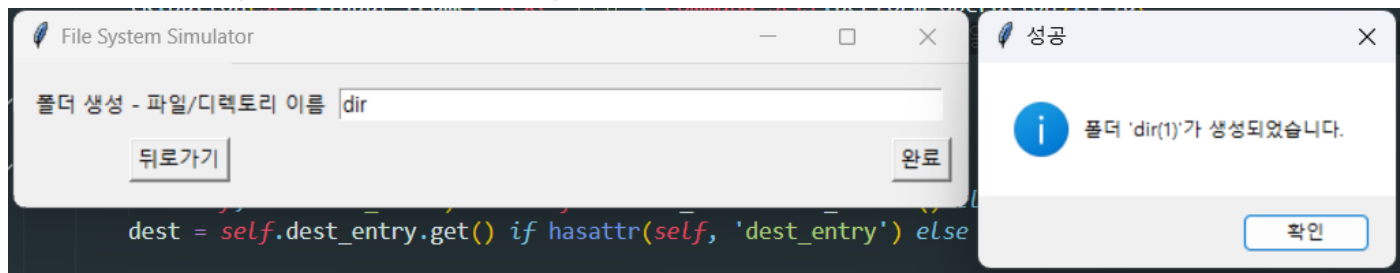 File System Simulator
폴더 생성 - 파일/디렉토리 이름 dir
뒤로가기 완료
성공
폴더 'dir(1)'가 생성되었습니다.
확인
dest = self.dest_entry.get() if hasattr(self, 'dest_entry') else